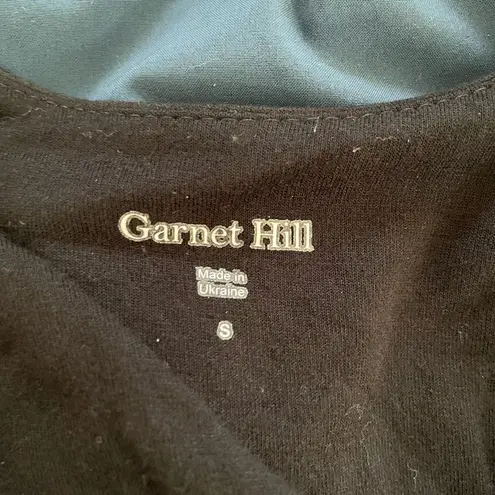 Garnet Hill
Made in
Ukraine
S